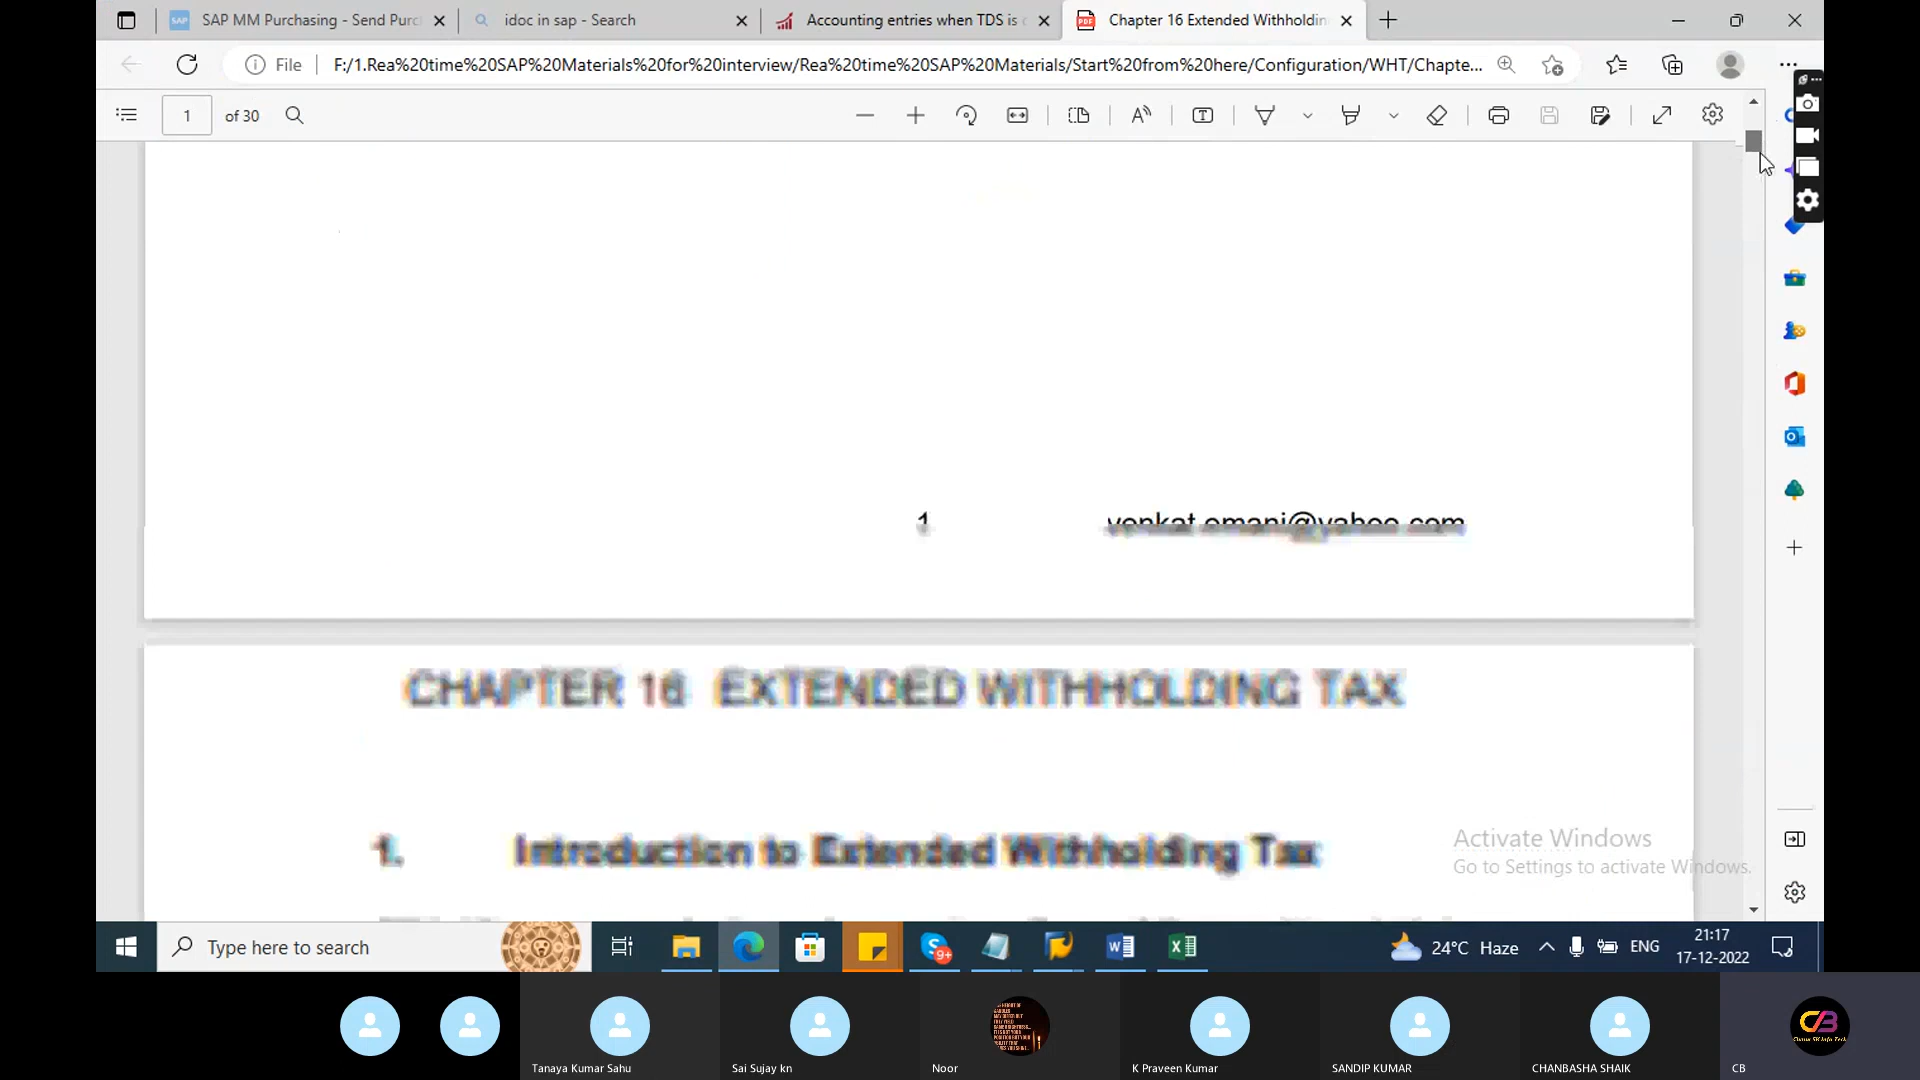 SAP MM Purchasing - Send Purc
idoc in sap - Search
Accounting entries when TDS is
Chapter 16 Extended Withholdin
File
F:/1.Rea%20time%20SAP%20Materials%20for%20interview/Rea%20time%20SAP%20Materials/Start%20from%20here/Configuration/WHT/Chapte...
1 of 30
1 venkat.emani@yahoo.com
CHAPTER 16 EXTENDED WITHHOLDING TAX
1. Introduction to Extended Withholding Tax
Activate Windows
Go to Settings to activate Windows.
Type here to search
9+
24°C Haze
ENG
21:17
17-12-2022
Tanaya Kumar Sahu
Sai Sujay kn
Noor
K Praveen Kumar
SANDIP KUMAR
CHANBASHA SHAIK
CB